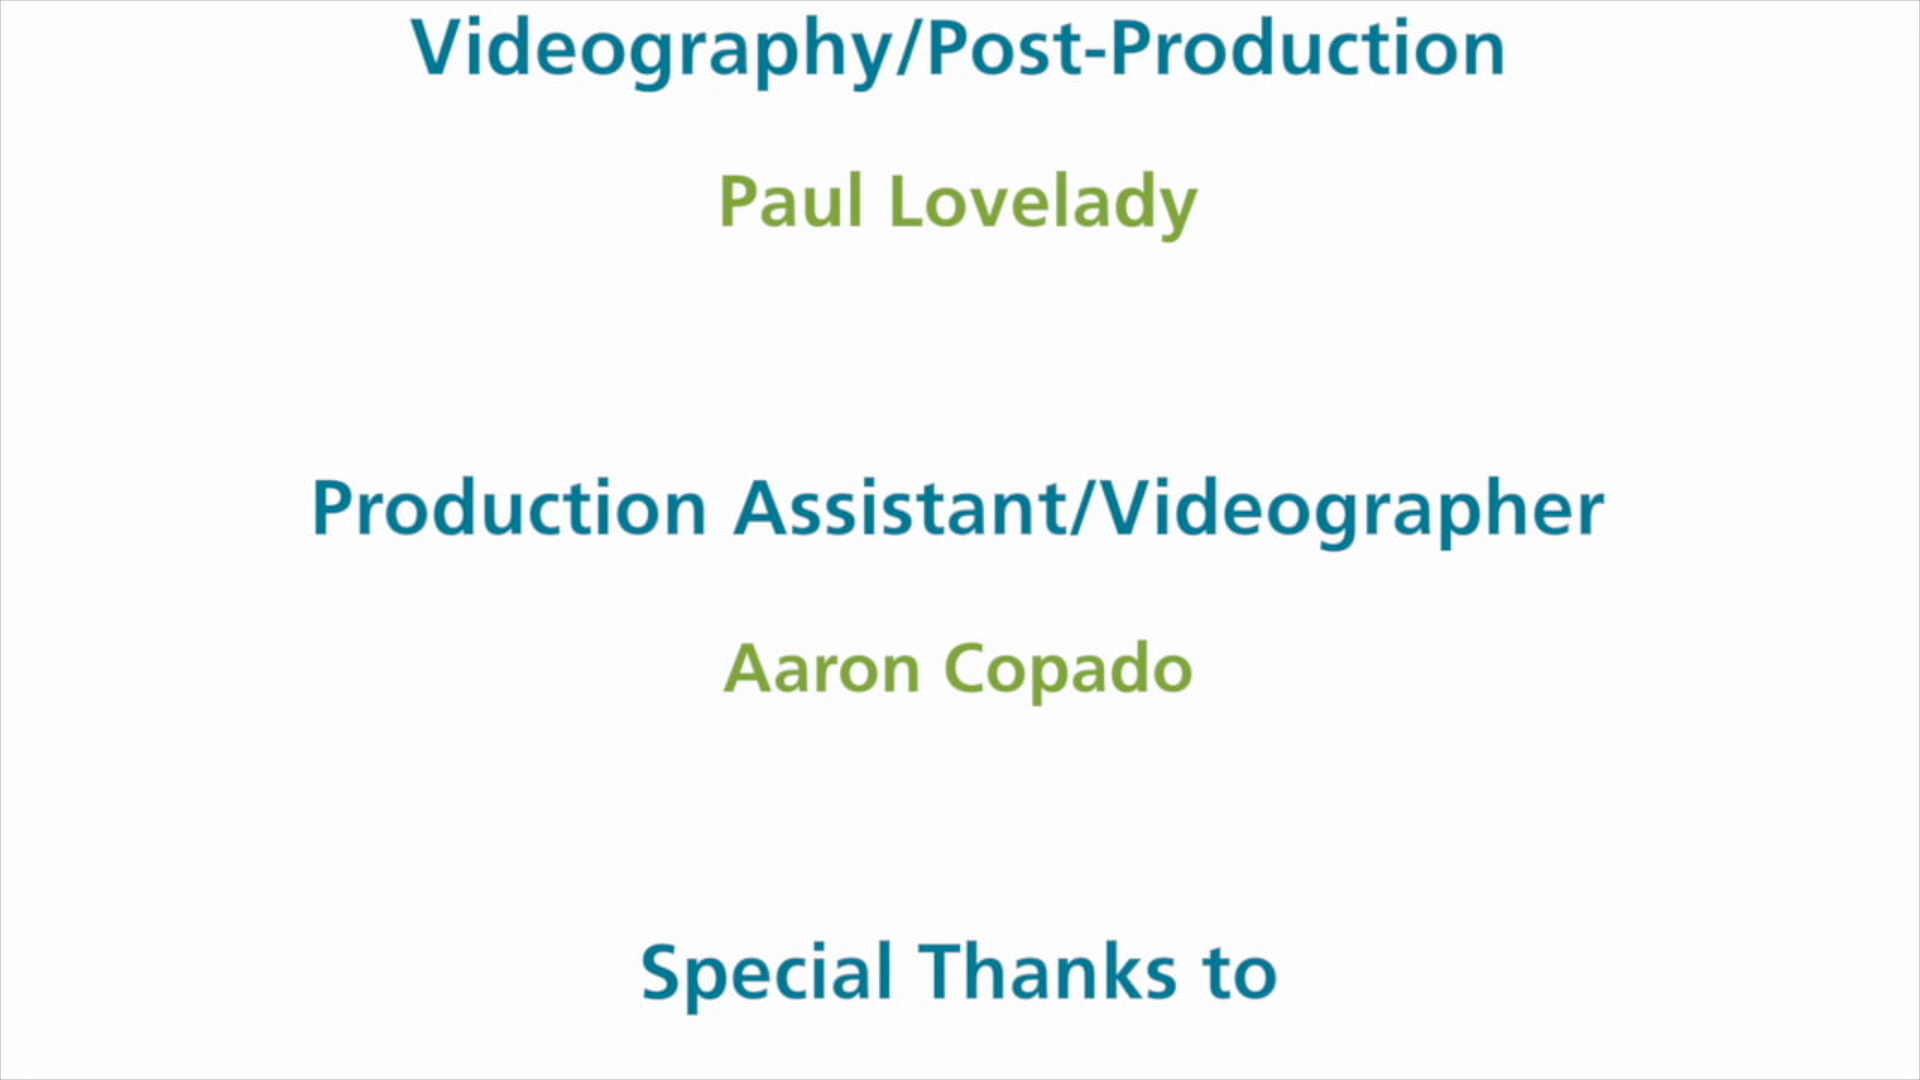 Videography/Post-Production
Paul Lovelady
Production Assistant/Videographer
Aaron Copado
Special Thanks to